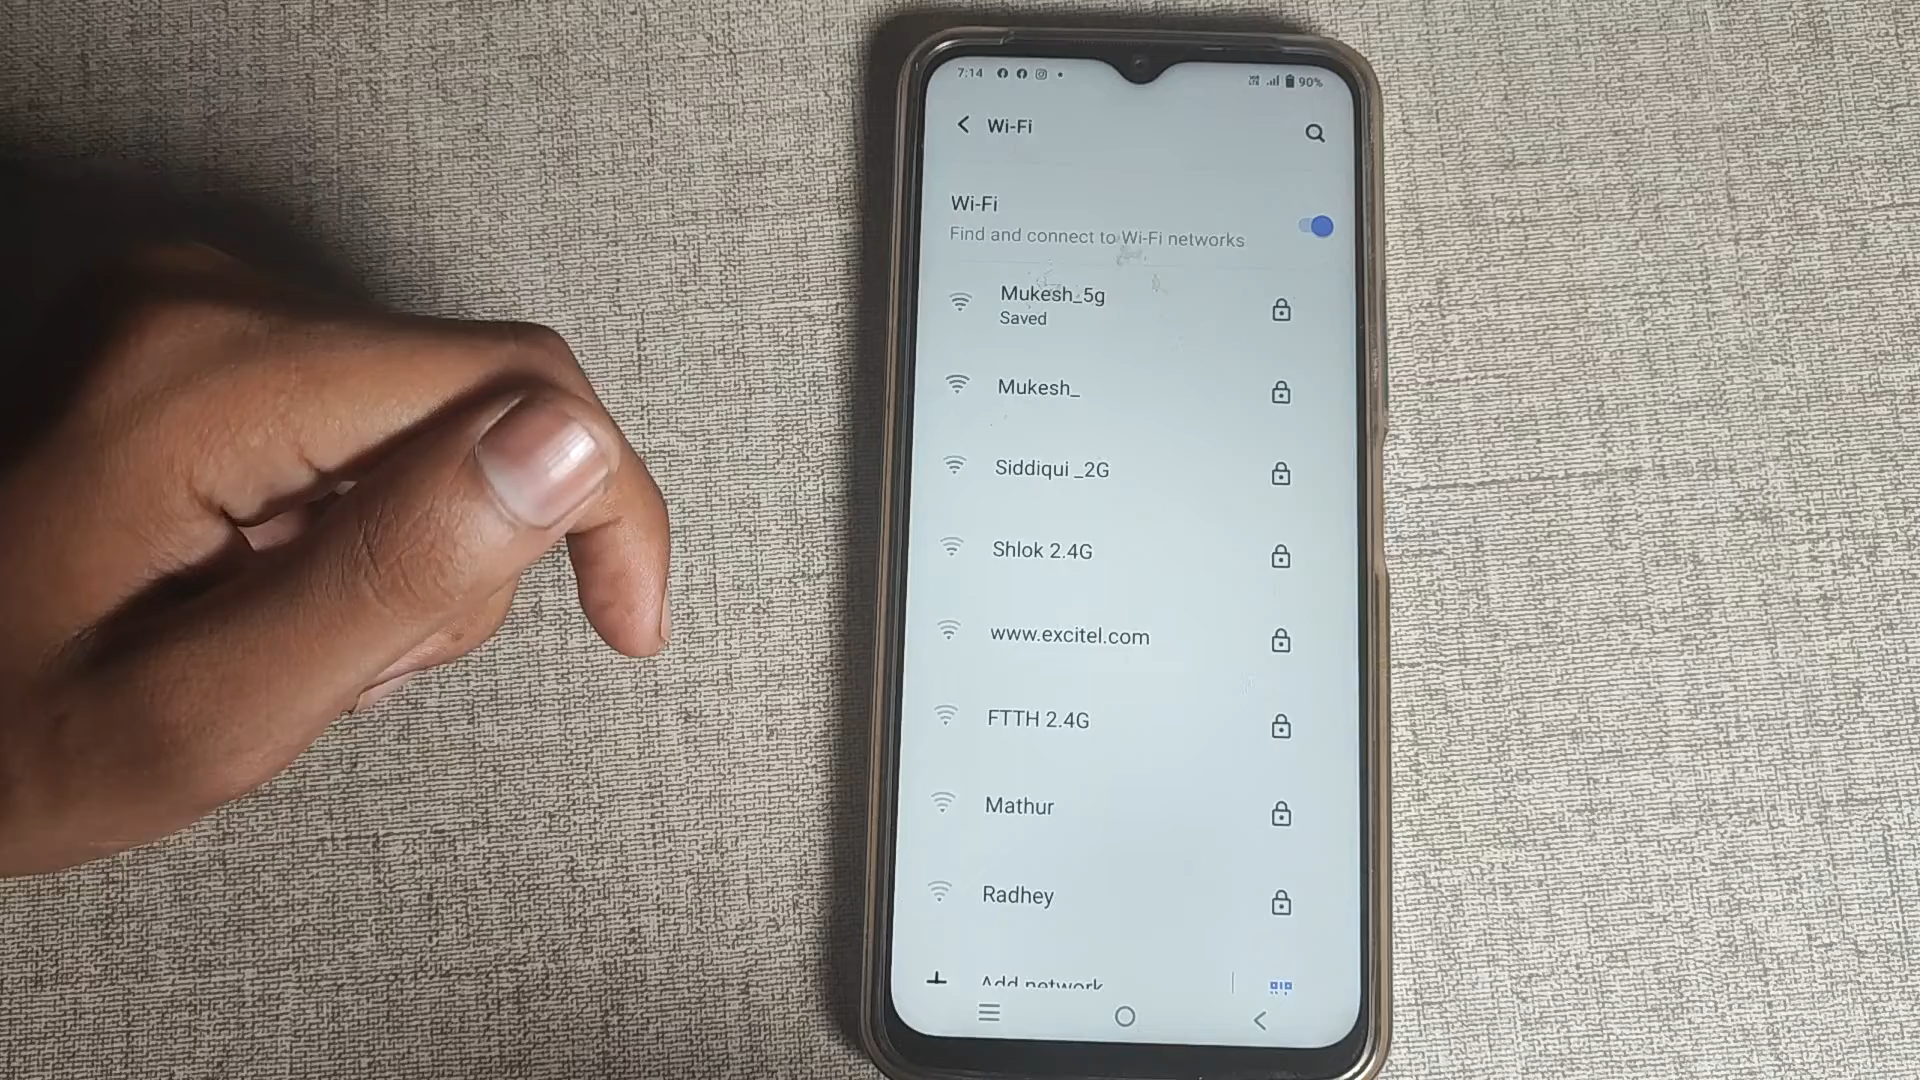 7:14 90%
Wi-Fi
Wi-Fi
Find and connect to Wi-Fi networks
Mukesh_5g
Saved
Mukesh_
Siddiqui _2G
Shlok 2.4G
www.excitel.com
FTTH 2.4G
Mathur
Radhey
Add network